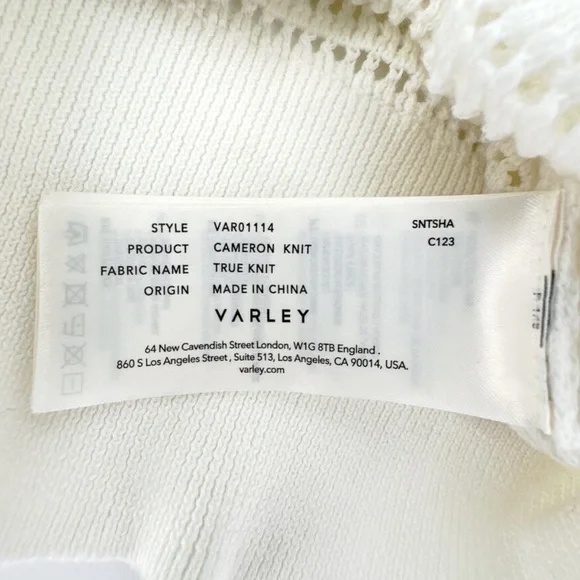 STYLE VAR01114 SNTSHA
PRODUCT CAMERON KNIT C123
FABRIC NAME TRUE KNIT
ORIGIN MADE IN CHINA
VARLEY
64 New Cavendish Street London, W1G 8TB England.
860 S Los Angeles Street, Suite 513, Los Angeles, CA 90014, USA.
varley.com